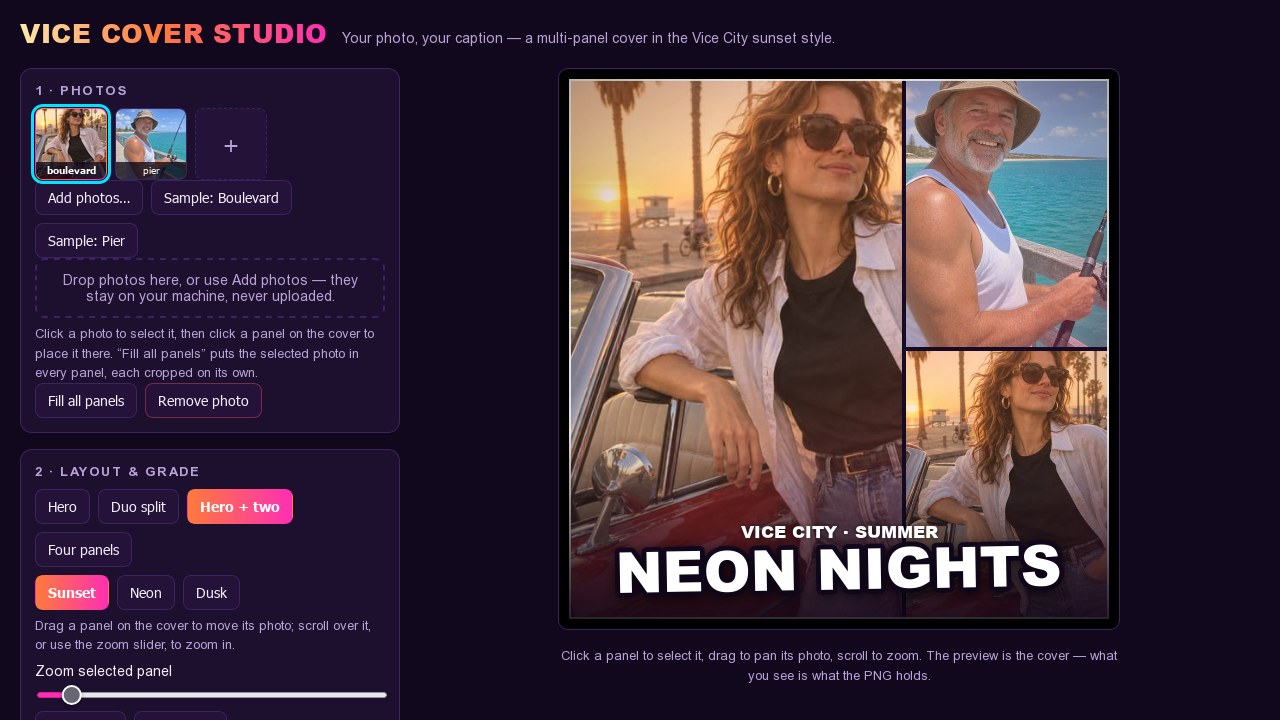 VICE COVER STUDIO
Your photo, your caption — a multi-panel cover in the Vice City sunset style.
1 · PHOTOS
boulevard
pier
+
Add photos...
Sample: Boulevard
Sample: Pier
Drop photos here, or use Add photos — they
stay on your machine, never uploaded.
Click a photo to select it, then click a panel on the cover to
place it there. “Fill all panels” puts the selected photo in
every panel, each cropped on its own.
Fill all panels
Remove photo
2 · LAYOUT & GRADE
Hero
Duo split
Hero + two
Four panels
Sunset
Neon
Dusk
Drag a panel on the cover to move its photo; scroll over it,
or use the zoom slider, to zoom in.
Zoom selected panel
VICE CITY · SUMMER
NEON NIGHTS
Click a panel to select it, drag to pan its photo, scroll to zoom. The preview is the cover — what
you see is what the PNG holds.